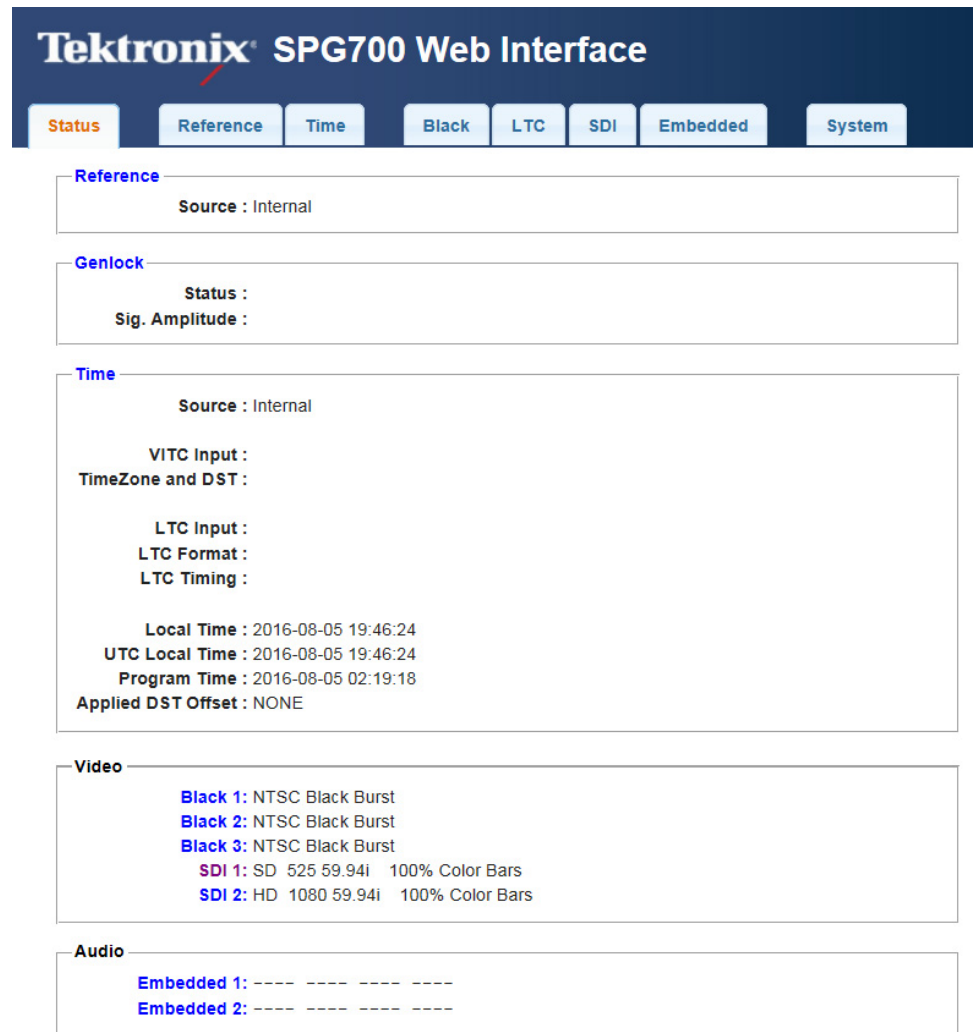 Tektronix SPG700 Web Interface
Status Reference Time Black LTC SDI Embedded System
Reference
Source : Internal
Genlock
Status :
Sig. Amplitude :
Time
Source : Internal
VITC Input :
TimeZone and DST :
LTC Input :
LTC Format :
LTC Timing :
Local Time : 2016-08-05 19:46:24
UTC Local Time : 2016-08-05 19:46:24
Program Time : 2016-08-05 02:19:18
Applied DST Offset : NONE
Video
Black 1: NTSC Black Burst
Black 2: NTSC Black Burst
Black 3: NTSC Black Burst
SDI 1: SD 525 59.94i 100% Color Bars
SDI 2: HD 1080 59.94i 100% Color Bars
Audio
Embedded 1: ---- ---- ---- ----
Embedded 2: ---- ---- ---- ----